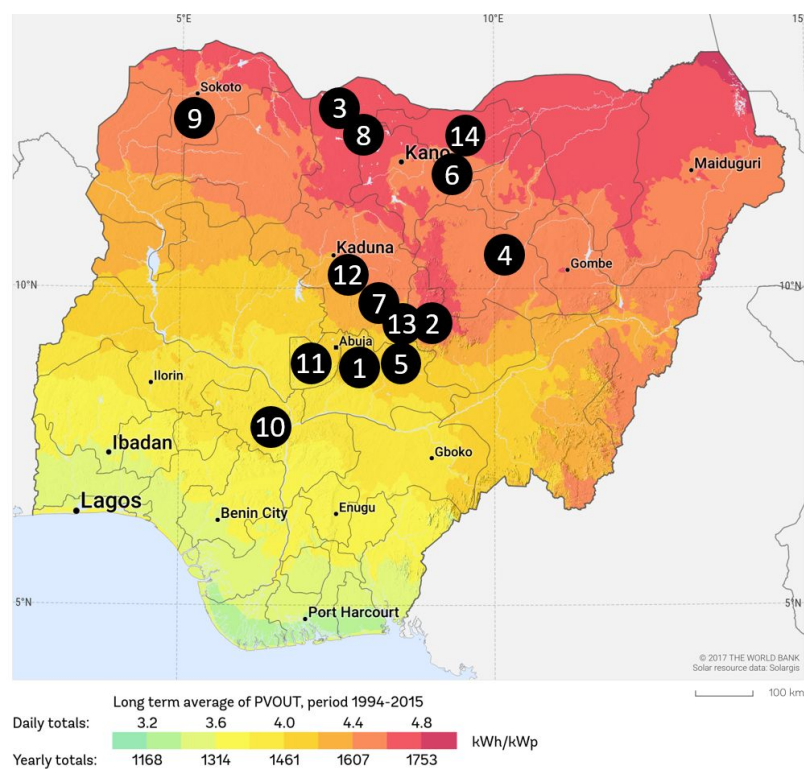 5°E
10°E
15°
Sokoto
3
9
8
14
Kano
6
Maiduguri
4
Kaduna
Gombe
12
10°N
10°N
7
13
2
Abuja
11
1
5
Ilorin
10
Ibadan
Gboko
Lagos
Benin City
Enugu
5°N
5°N
Port Harcourt
© 2017 THE WORLD BANK
Solar resource data: Solargis
100 km
Long term average of PVOUT, period 1994-2015
Daily totals: 3.2 3.6 4.0 4.4 4.8
kWh/kWp
Yearly totals: 1168 1314 1461 1607 1753